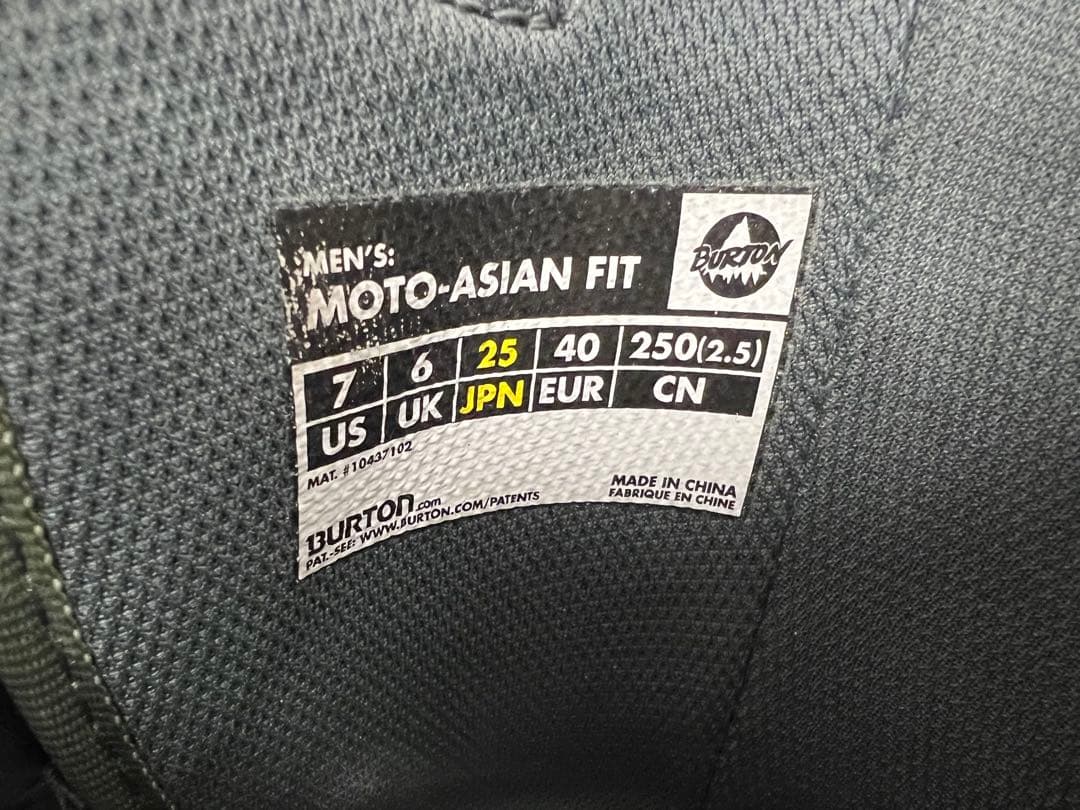 MEN'S:
MOTO-ASIAN FIT
BURTON
7 6 25 40 250(2.5)
US UK JPN EUR CN
MAT. #10437102
BURTON.com
PAT.-SEE: WWW.BURTON.COM/PATENTS
MADE IN CHINA
FABRIQUE EN CHINE